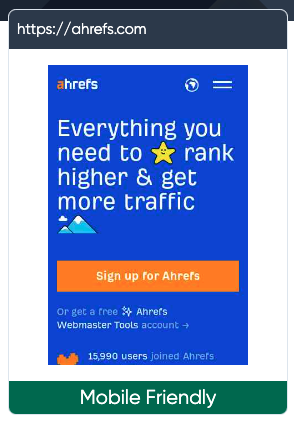 https://ahrefs.com
ahrefs
Everything you
need to rank
higher & get
more traffic
Sign up for Ahrefs
Or get a free Ahrefs
Webmaster Tools account →
15,990 users joined Ahrefs
Mobile Friendly